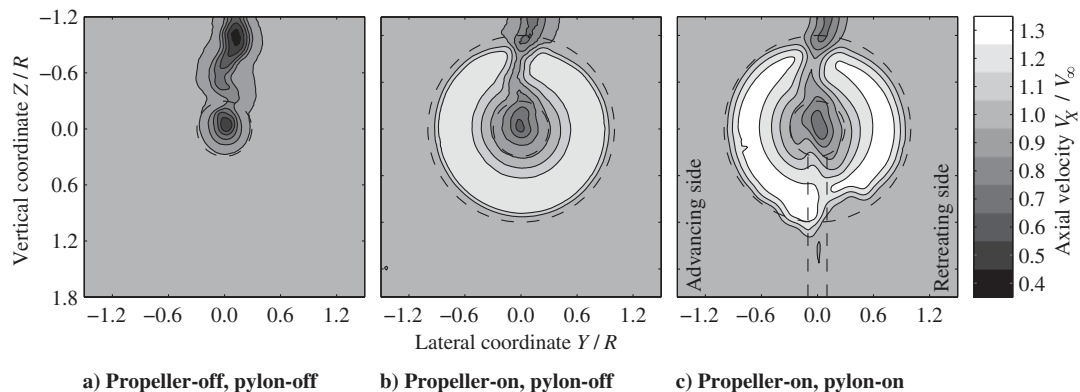 −1.2
−0.6
0.0
0.6
1.2
1.8
Vertical coordinate Z / R
−1.2 −0.6 0.0 0.6 1.2
−1.2 −0.6 0.0 0.6 1.2
−1.2 −0.6 0.0 0.6 1.2
Lateral coordinate Y / R
Advancing side
Retreating side
1.3
1.2
1.1
1.0
0.9
0.8
0.7
0.6
0.5
0.4
Axial velocity V_X / V_∞
a) Propeller-off, pylon-off
b) Propeller-on, pylon-off
c) Propeller-on, pylon-on